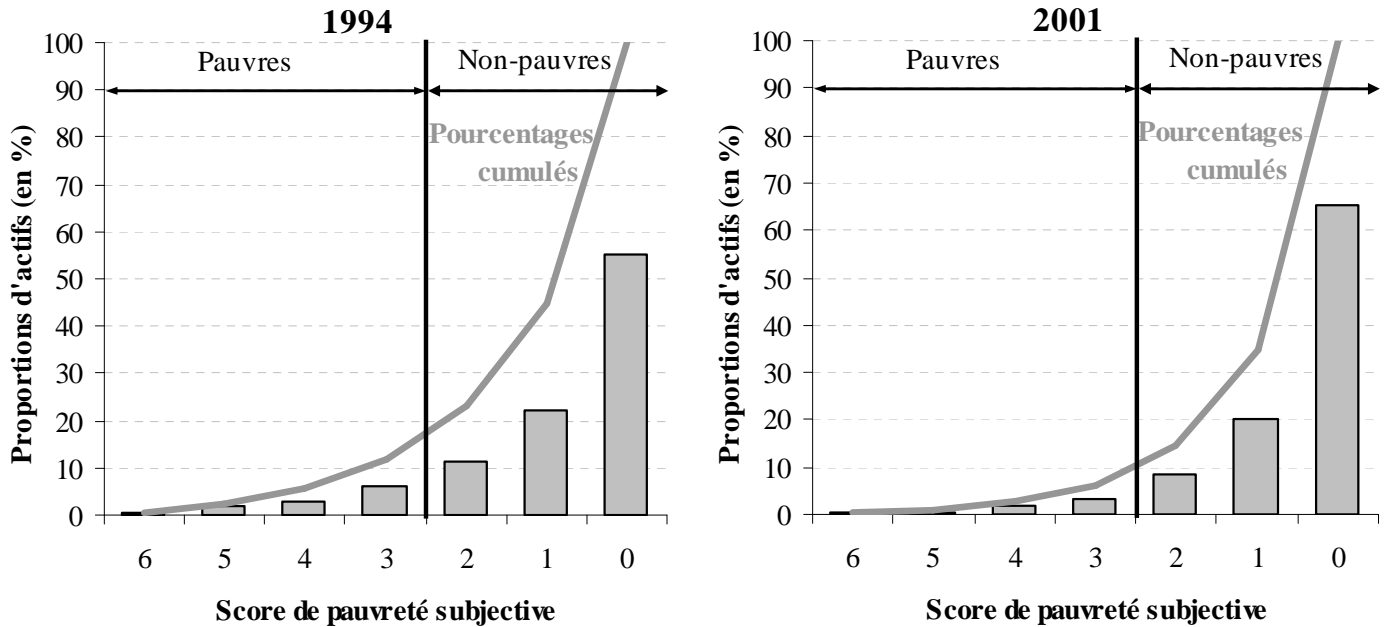 1994
100
90
80
70
60
50
40
30
20
10
0
Proportions d'actifs (en %)
Pauvres
Non-pauvres
Pourcentages
cumulés
6 5 4 3 2 1 0
Score de pauvreté subjective
2001
100
90
80
70
60
50
40
30
20
10
0
Proportions d'actifs (en %)
Pauvres
Non-pauvres
Pourcentages
cumulés
6 5 4 3 2 1 0
Score de pauvreté subjective